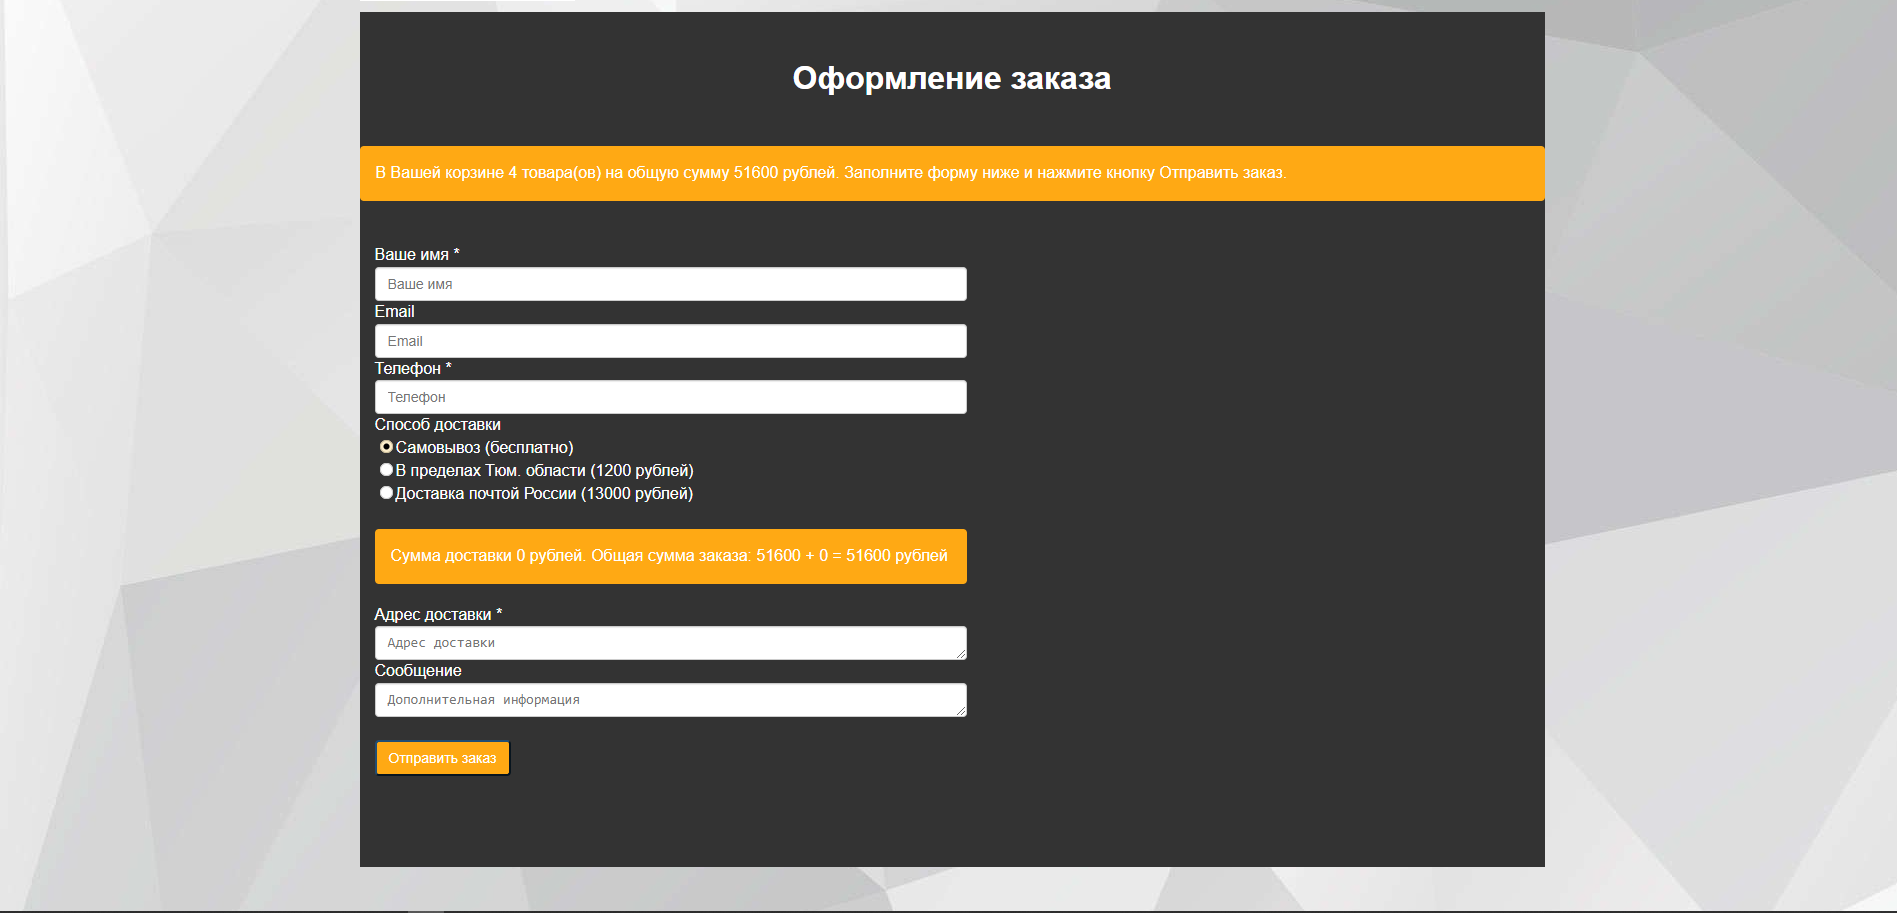 Оформление заказа
В Вашей корзине 4 товара(ов) на общую сумму 51600 рублей. Заполните форму ниже и нажмите кнопку Отправить заказ.
Ваше имя *
Ваше имя
Email
Email
Телефон *
Телефон
Способ доставки
Самовывоз (бесплатно)
В пределах Тюм. области (1200 рублей)
Доставка почтой России (13000 рублей)
Сумма доставки 0 рублей. Общая сумма заказа: 51600 + 0 = 51600 рублей
Адрес доставки *
Адрес доставки
Сообщение
Дополнительная информация
Отправить заказ